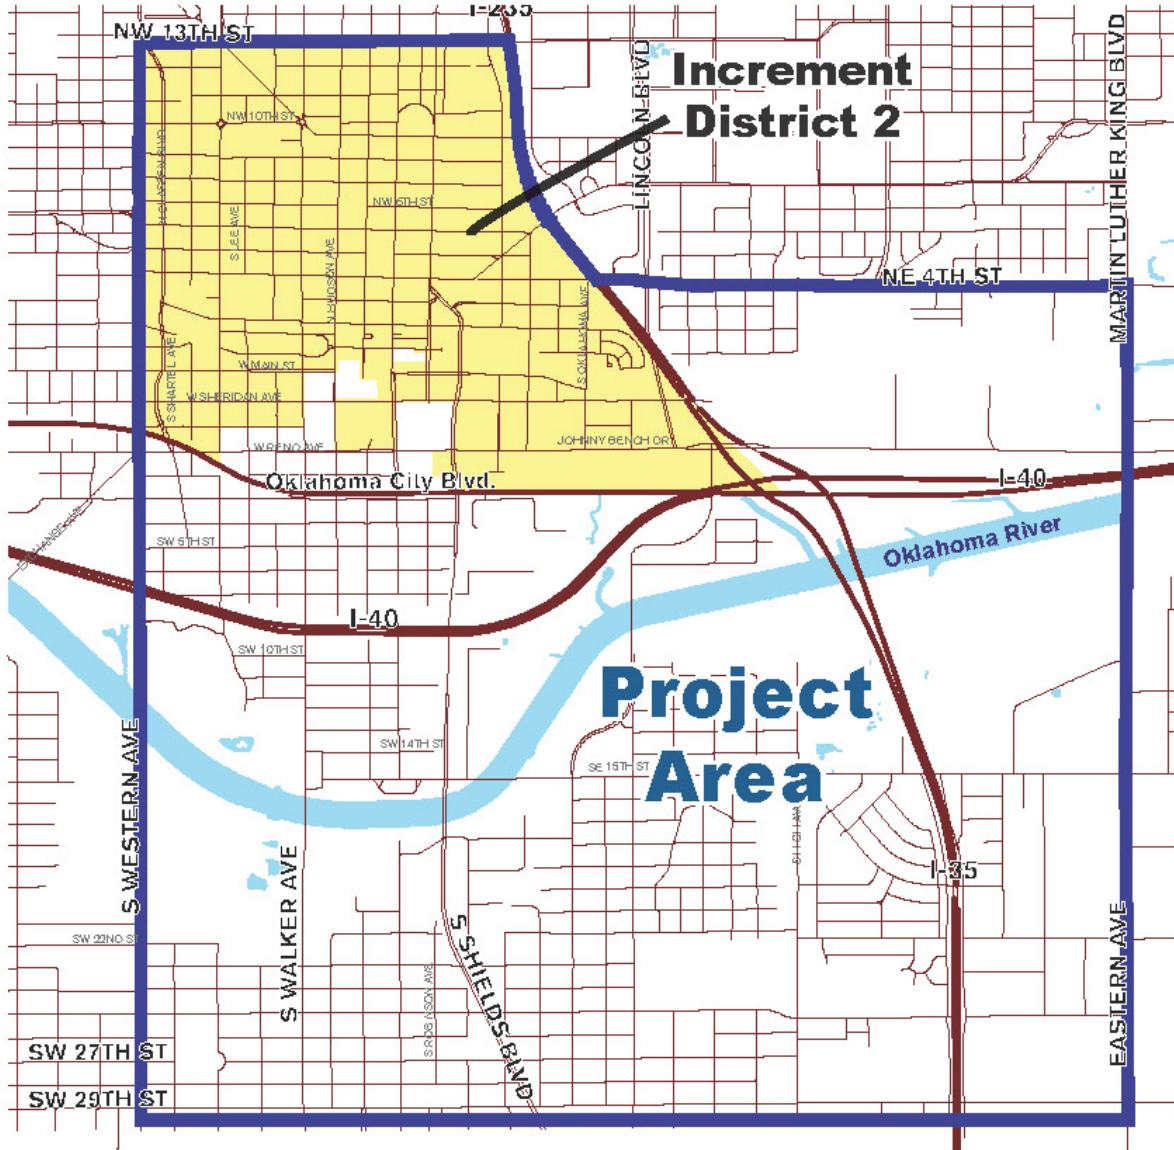 I-235
NW 13TH ST
Increment
District 2
LINCOLN BLVD
MARTIN LUTHER KING BLVD
NW 10TH ST
NW 6TH ST
S LEE AVE
N HUDSON AVE
NE 4TH ST
S OKLAHOMA AVE
S SHARTEL AVE
W MAIN ST
W SHERIDAN AVE
W RENO AVE
JOHNNY BENCH DR
Oklahoma City Blvd.
I-40
Oklahoma River
SW 5TH ST
I-40
SW 10TH ST
Project
Area
SW 14TH ST
SE 15TH ST
S WESTERN AVE
S WALKER AVE
I-35
S SHIELDS BLVD
S ROBINSON AVE
EASTERN AVE
SW 22ND ST
SW 27TH ST
SW 29TH ST